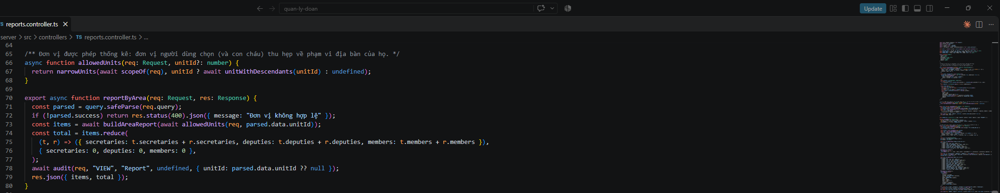 quan-ly-doan
Update
TS reports.controller.ts
server > src > controllers > TS reports.controller.ts > ...
64
65 /** Đơn vị được phép thống kê: đơn vị người dùng chọn (và con cháu) thu hẹp về phạm vi địa bàn của họ. */
66 async function allowedUnits(req: Request, unitId?: number) {
67 return narrowUnits(await scopeOf(req), unitId ? await unitWithDescendants(unitId) : undefined);
68 }
69
70 export async function reportByArea(req: Request, res: Response) {
71 const parsed = query.safeParse(req.query);
72 if (!parsed.success) return res.status(400).json({ message: "Đơn vị không hợp lệ" });
73 const items = await buildAreaReport(await allowedUnits(req, parsed.data.unitId));
74 const total = items.reduce(
75 (t, r) => ({ secretaries: t.secretaries + r.secretaries, deputies: t.deputies + r.deputies, members: t.members + r.members }),
76 { secretaries: 0, deputies: 0, members: 0 },
77 );
78 await audit(req, "VIEW", "Report", undefined, { unitId: parsed.data.unitId ?? null });
79 res.json({ items, total });
80 }